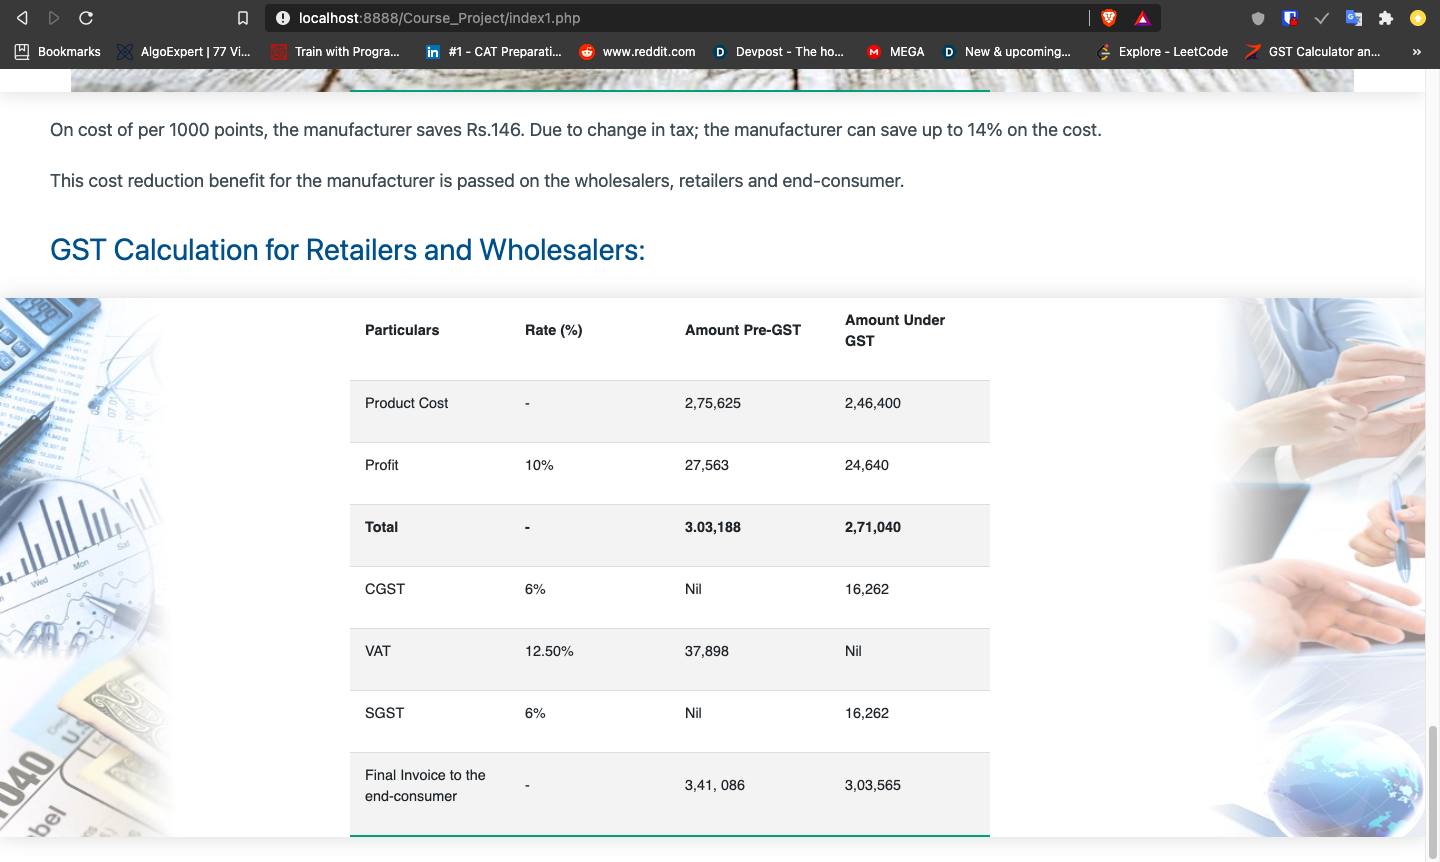 localhost:8888/Course_Project/index1.php
Bookmarks AlgoExpert | 77 Vi... Train with Progra... #1 - CAT Preparati... www.reddit.com Devpost - The ho... MEGA New & upcoming... Explore - LeetCode GST Calculator an... »
On cost of per 1000 points, the manufacturer saves Rs.146. Due to change in tax; the manufacturer can save up to 14% on the cost.
This cost reduction benefit for the manufacturer is passed on the wholesalers, retailers and end-consumer.
GST Calculation for Retailers and Wholesalers:
Particulars Rate (%) Amount Pre-GST Amount Under
GST
Product Cost - 2,75,625 2,46,400
Profit 10% 27,563 24,640
Total - 3.03,188 2,71,040
CGST 6% Nil 16,262
VAT 12.50% 37,898 Nil
SGST 6% Nil 16,262
Final Invoice to the
end-consumer - 3,41, 086 3,03,565
Wed Mon Sat
1040